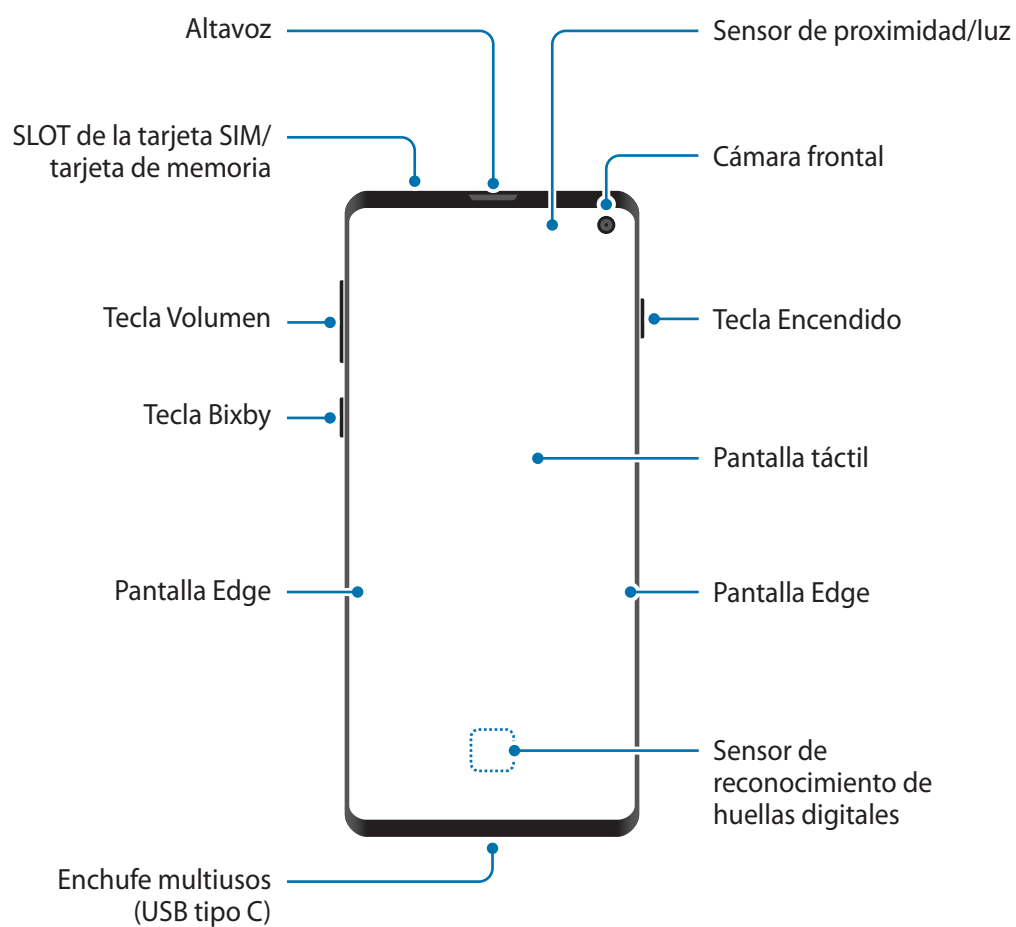 Altavoz
SLOT de la tarjeta SIM/
tarjeta de memoria
Tecla Volumen
Tecla Bixby
Pantalla Edge
Enchufe multiusos
(USB tipo C)
Sensor de proximidad/luz
Cámara frontal
Tecla Encendido
Pantalla táctil
Pantalla Edge
Sensor de
reconocimiento de
huellas digitales